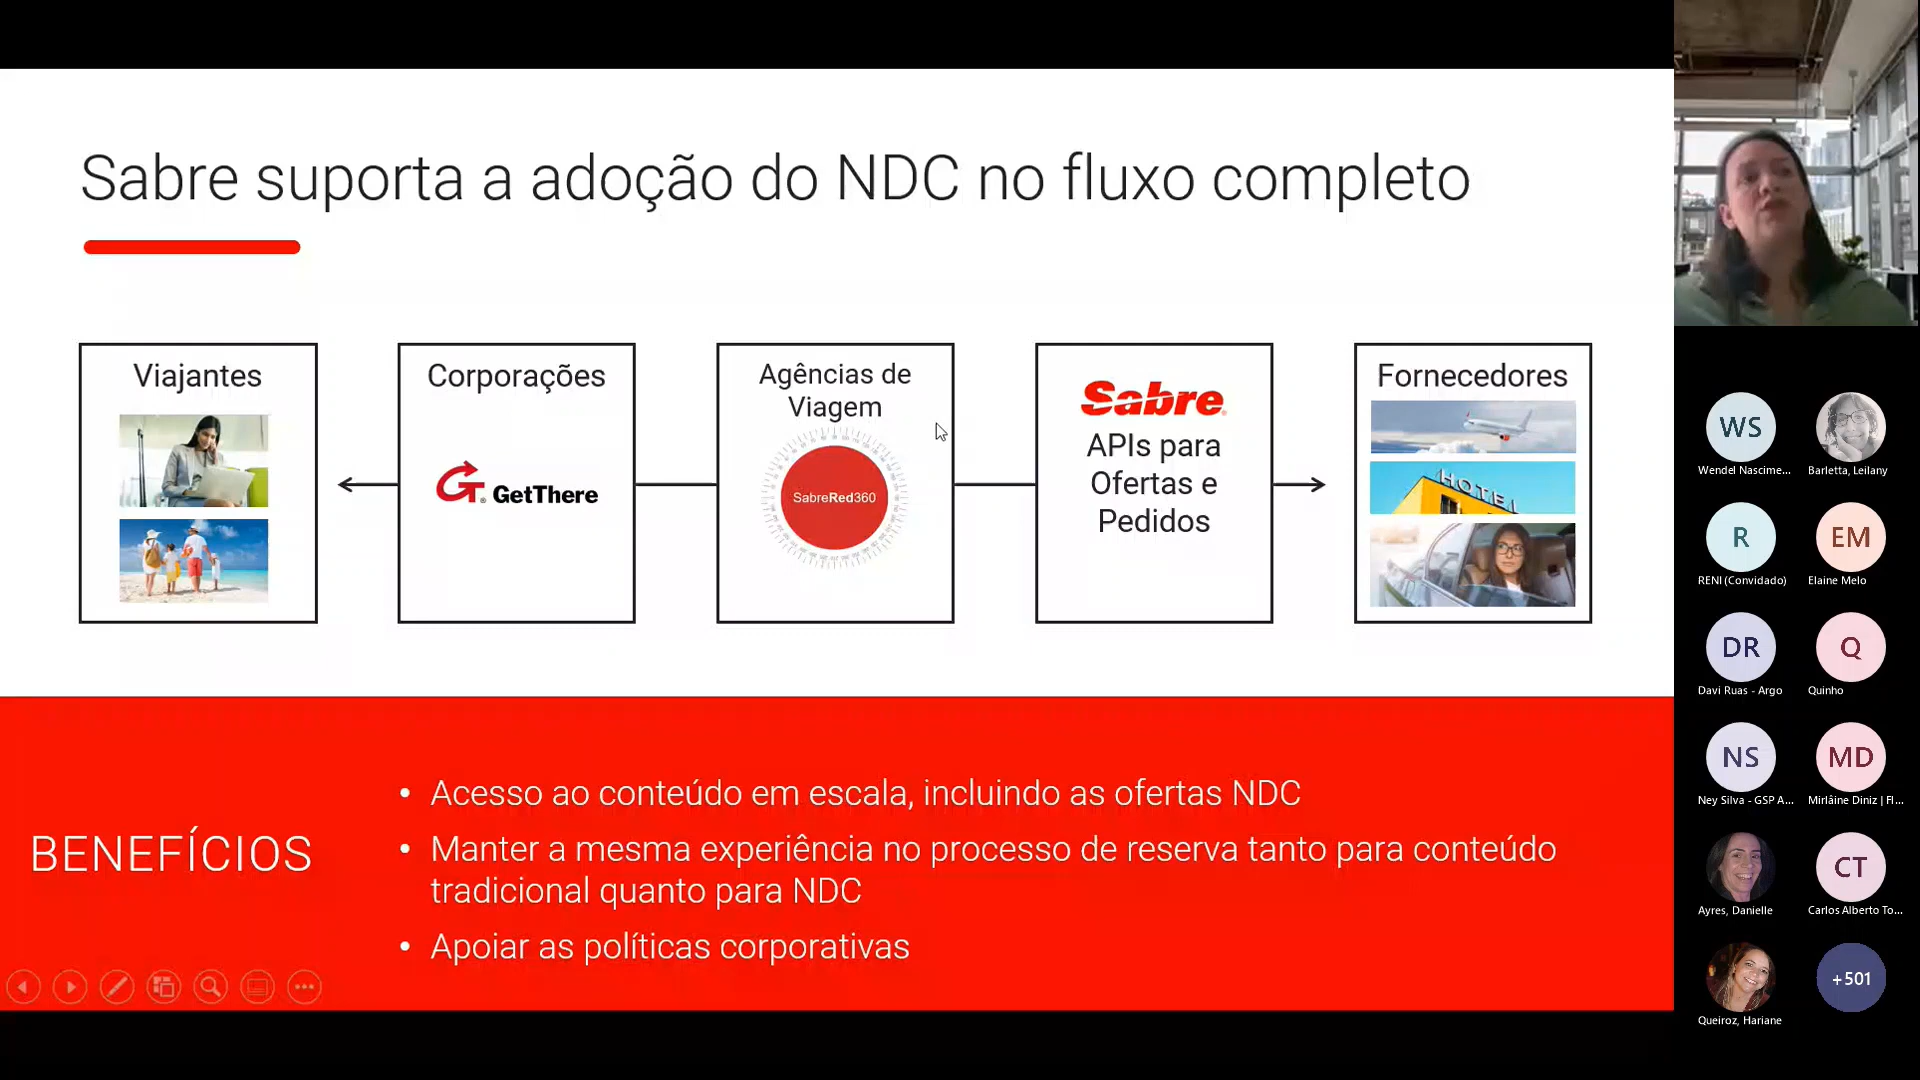 Sabre suporta a adoção do NDC no fluxo completo
Viajantes
Corporações
GetThere
Agências de
Viagem
SabreRed360
Sabre
APIs para
Ofertas e
Pedidos
Fornecedores
HOTEL
BENEFÍCIOS
• Acesso ao conteúdo em escala, incluindo as ofertas NDC
• Manter a mesma experiência no processo de reserva tanto para conteúdo
tradicional quanto para NDC
• Apoiar as políticas corporativas
WS
Wendel Nascime...
Barletta, Leilany
R
RENI (Convidado)
EM
Elaine Melo
DR
Davi Ruas - Argo
Q
Quinho
NS
Ney Silva - GSP A...
MD
Mirláine Diniz | Fl...
Ayres, Danielle
CT
Carlos Alberto To...
Queiroz, Hariane
+501